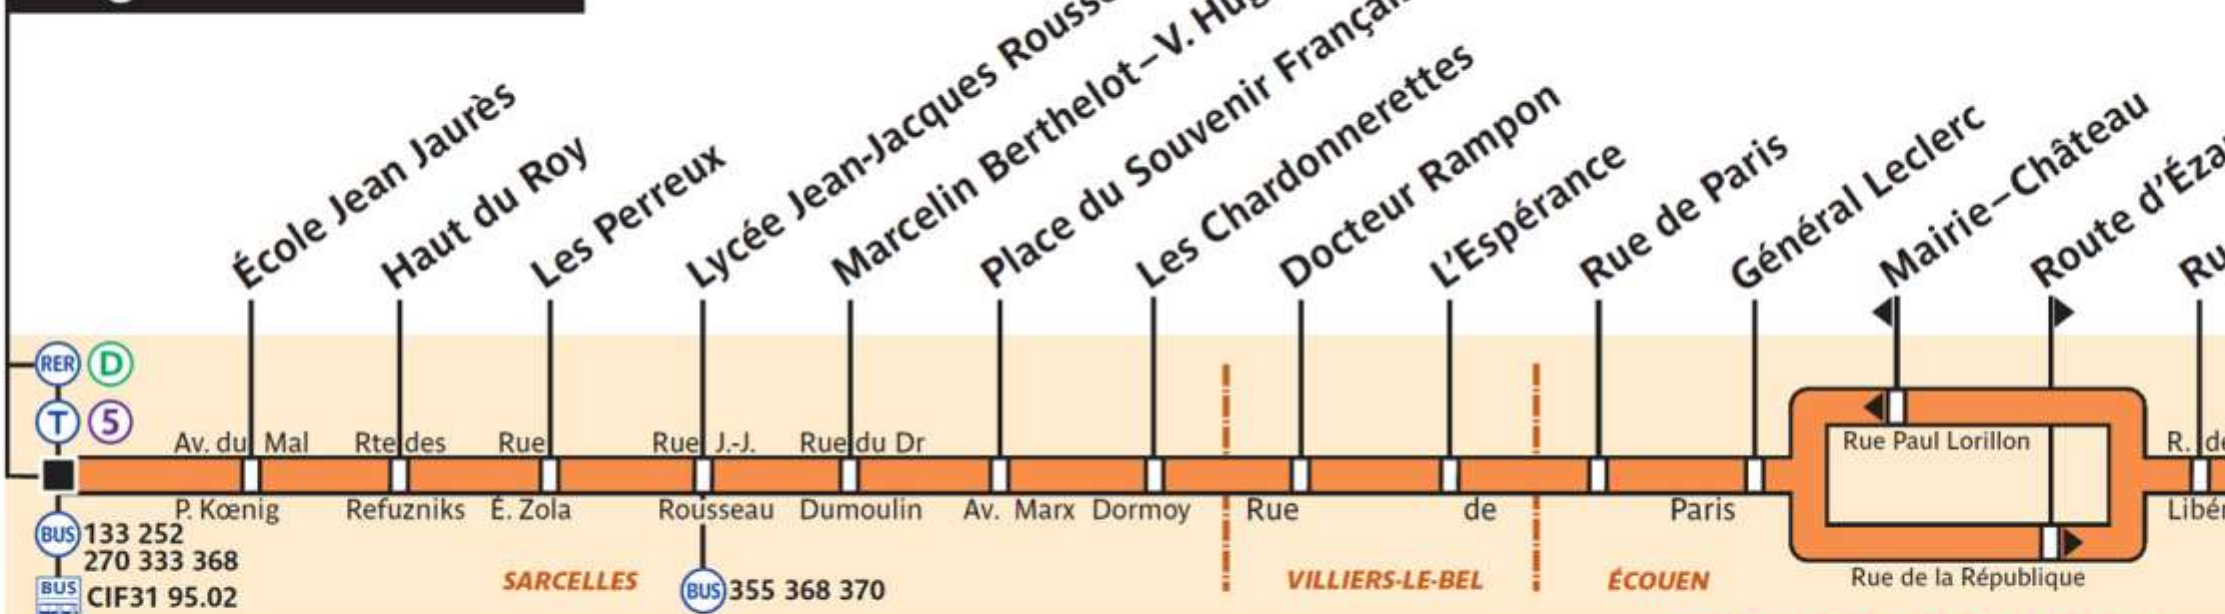 École Jean Jaurès
Haut du Roy
Les Perreux
Lycée Jean-Jacques
Marcelin Berthelot – V.
Place du Souvenir
Les Chardonnerettes
Docteur Rampon
L'Espérance
Rue de Paris
Général Leclerc
Mairie – Château
Route
RER D
T 5
Av. du Mal
P. Kœnig
Rte des
Refuzniks
Rue
É. Zola
Rue J.-J.
Rousseau
Rue du Dr
Dumoulin
Av. Marx Dormoy
Rue de Paris
Rue Paul Lorillon
Rue de la République
R.
BUS 133 252
270 333 368
BUS CIF31 95.02
BUS 355 368 370
SARCELLES
VILLIERS-LE-BEL
ÉCOUEN